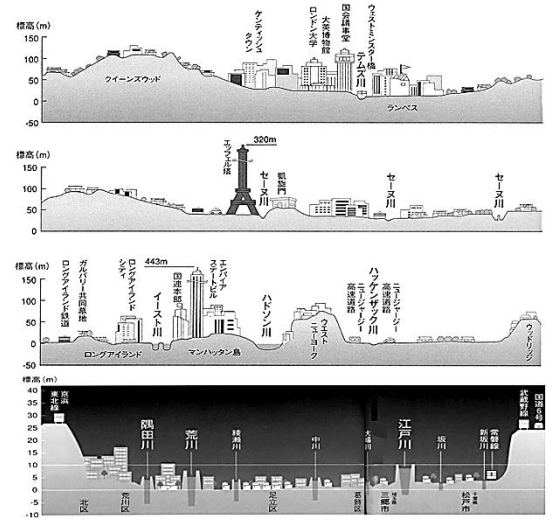 標高(m)
150
100
50
0
-50
クイーンズウッド
ケンティッシュ
タウン
ロンドン大学
大英博物館
国会議事堂
テムズ川
ウェストミンスター橋
ランベス
標高(m)
150
100
50
0
-50
エッフェル塔
320m
セーヌ川
凱旋門
セーヌ川
セーヌ川
標高(m)
150
100
50
0
-50
ロングアイランド鉄道
ガルバリー共同墓地
ロングアイランド
シティ
ロングアイランド
イースト川
443m
国連本部
エンパイア
ステートビル
マンハッタン島
ハドソン川
ウエスト
ニューヨーク
ニュージャージー
高速道路
ハッケンザック川
ニュージャージー
高速道路
ウッドリッジ
標高(m)
40
35
30
25
20
15
10
5
0
-5
-10
京浜
東北線
北区
荒川区
隅田川
荒川
綾瀬川
足立区
中川
葛飾区
大場川
三郷市
埼玉県
江戸川
坂川
松戸市
千葉県
新坂川
常磐線
武蔵野線
国道6号